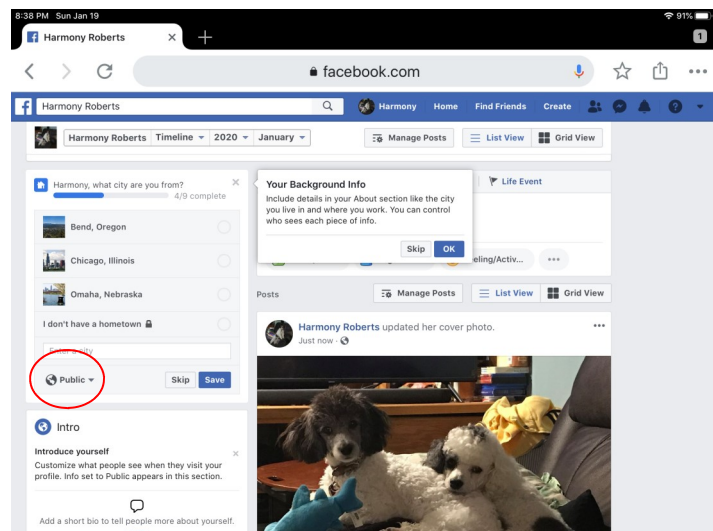 8:38 PM Sun Jan 19
91%
Harmony Roberts
1
facebook.com
Harmony Roberts
Harmony Home Find Friends Create
Harmony Roberts Timeline 2020 January
Manage Posts List View Grid View
Harmony, what city are you from?
4/9 complete
Bend, Oregon
Chicago, Illinois
Omaha, Nebraska
I don't have a hometown
Enter a city
Public Skip Save
Your Background Info
Include details in your About section like the city
you live in and where you work. You can control
who sees each piece of info.
Skip OK
Life Event
eling/Activ...
Posts
Manage Posts List View Grid View
Harmony Roberts updated her cover photo.
Just now ·
Intro
Introduce yourself
Customize what people see when they visit your
profile. Info set to Public appears in this section.
Add a short bio to tell people more about yourself.